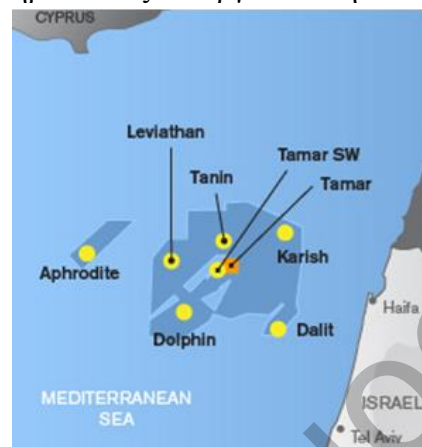 CYPRUS
Leviathan
Tamar SW
Tanin
Tamar
Karish
Aphrodite
Haifa
Dolphin
Dalit
MEDITERRANEAN
SEA
ISRAEL
Tel Aviv